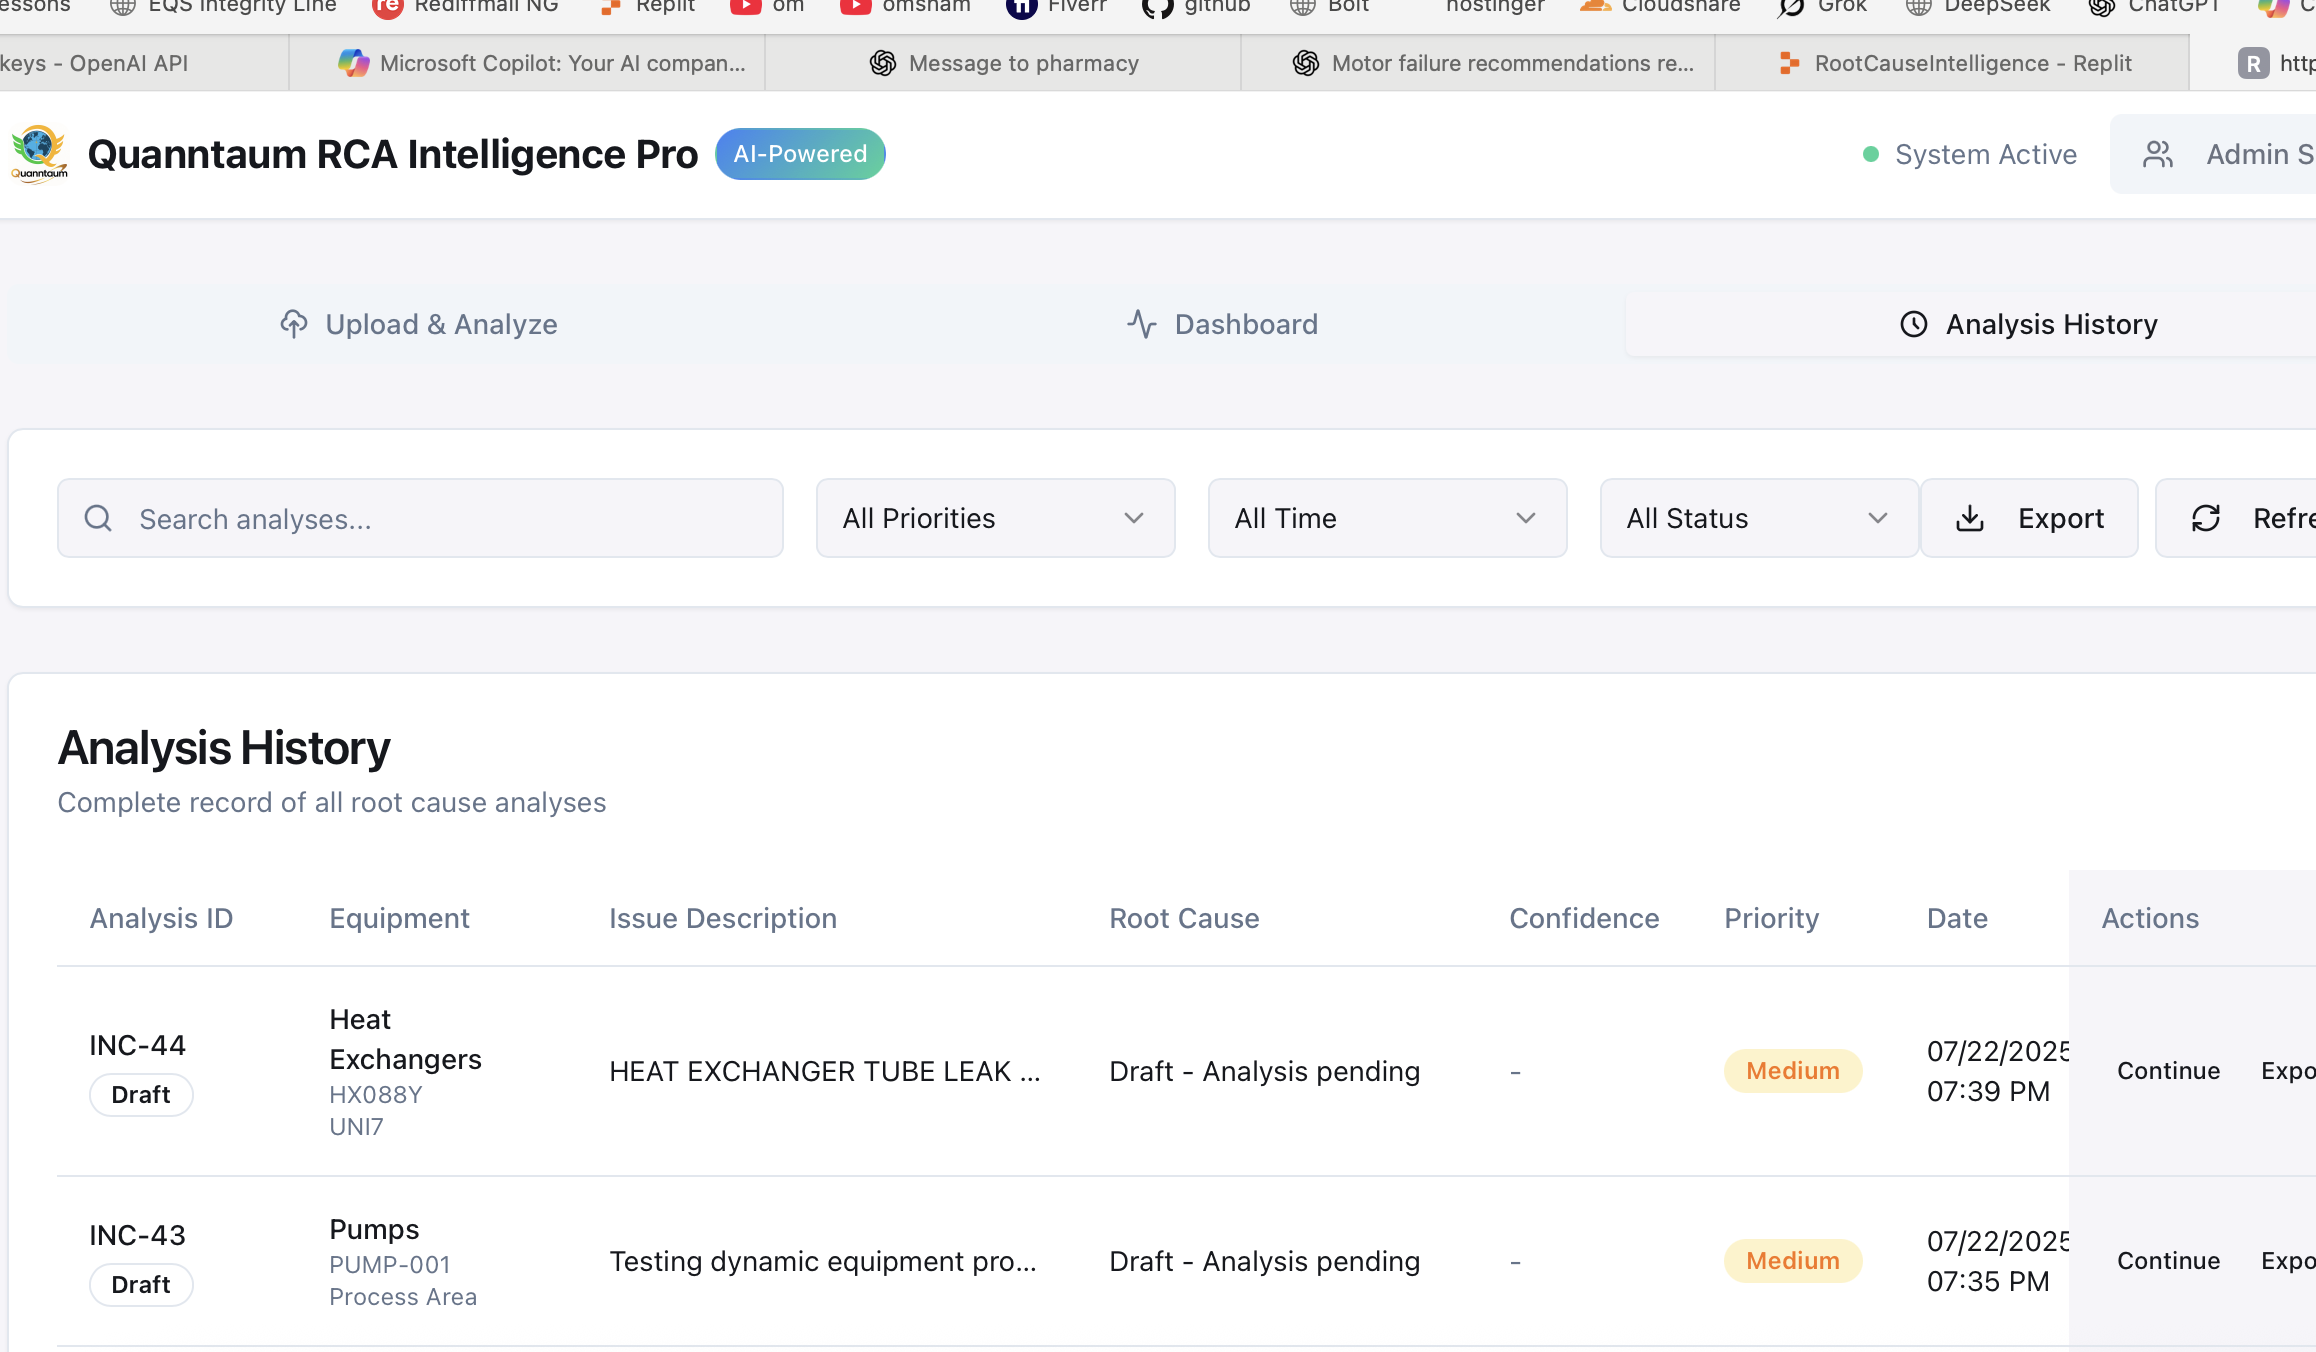 essons EQS Integrity Line re Rediffmail NG Replit om omsham Fiverr github Bolt hostinger Cloudshare Grok DeepSeek ChatGPT
keys - OpenAI API Microsoft Copilot: Your AI compan... Message to pharmacy Motor failure recommendations re... RootCauseIntelligence - Replit R http
Quanntaum Quanntaum RCA Intelligence Pro AI-Powered System Active Admin S
Upload & Analyze Dashboard Analysis History
Search analyses... All Priorities All Time All Status Export Refre
Analysis History
Complete record of all root cause analyses
Analysis ID Equipment Issue Description Root Cause Confidence Priority Date Actions
INC-44
Draft
Heat
Exchangers
HX088Y
UNI7
HEAT EXCHANGER TUBE LEAK ...
Draft - Analysis pending
-
Medium
07/22/2025
07:39 PM
Continue Expo
INC-43
Draft
Pumps
PUMP-001
Process Area
Testing dynamic equipment pro...
Draft - Analysis pending
-
Medium
07/22/2025
07:35 PM
Continue Expo